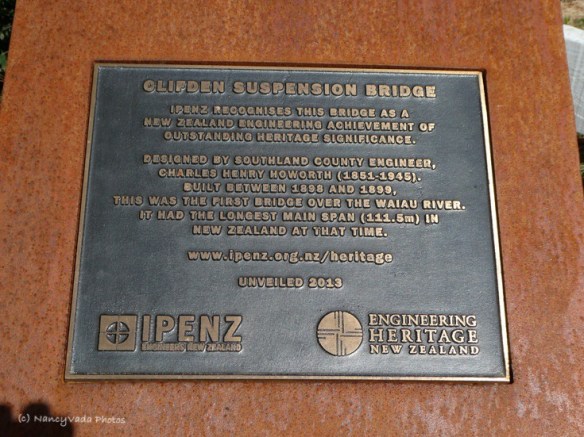 CLIFDEN SUSPENSION BRIDGE
IPENZ RECOGNISES THIS BRIDGE AS A
NEW ZEALAND ENGINEERING ACHIEVEMENT OF
OUTSTANDING HERITAGE SIGNIFICANCE.
DESIGNED BY SOUTHLAND COUNTY ENGINEER,
CHARLES HENRY HOWORTH (1851-1945).
BUILT BETWEEN 1898 AND 1899,
THIS WAS THE FIRST BRIDGE OVER THE WAIAU RIVER.
IT HAD THE LONGEST MAIN SPAN (111.5m) IN
NEW ZEALAND AT THAT TIME.
www.ipenz.org.nz/heritage
UNVEILED 2013
IPENZ
ENGINEERS NEW ZEALAND
ENGINEERING
HERITAGE
NEW ZEALAND
(c) NancyVada Photos